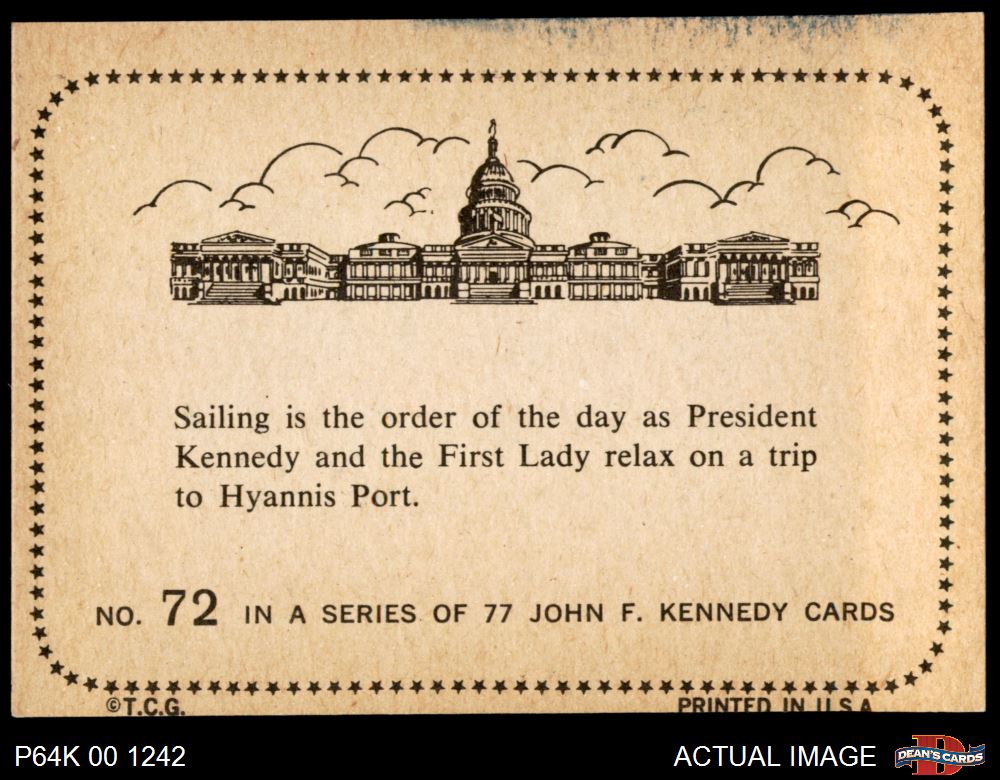 Sailing is the order of the day as President
Kennedy and the First Lady relax on a trip
to Hyannis Port.
NO. 72 IN A SERIES OF 77 JOHN F. KENNEDY CARDS
©T.C.G. PRINTED IN U.S.A.
P64K 00 1242 ACTUAL IMAGE DEAN'S CARDS